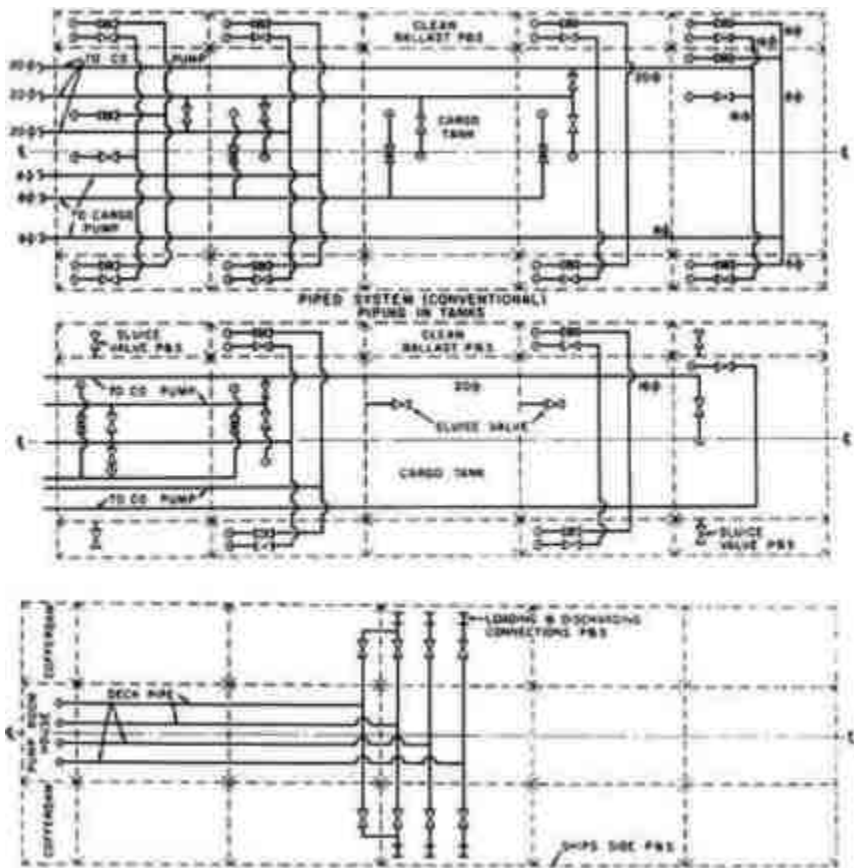 CLEAN
BALLAST P&S
TO CO PUMP
CARGO
TANK
TO CARGO
PUMP
PIPED SYSTEM (CONVENTIONAL)
PIPING IN TANKS
SLUICE
VALVE P&S
CLEAN
BALLAST P&S
TO CO PUMP
SLUICE VALVE
CARGO TANK
TO CO PUMP
SLUICE
VALVE P&S
COFFERDAM
LOADING & DISCHARGING
CONNECTIONS P&S
DECK PIPE
PUMP ROOM
HOUSE
COFFERDAM
SHIPS SIDE P&S